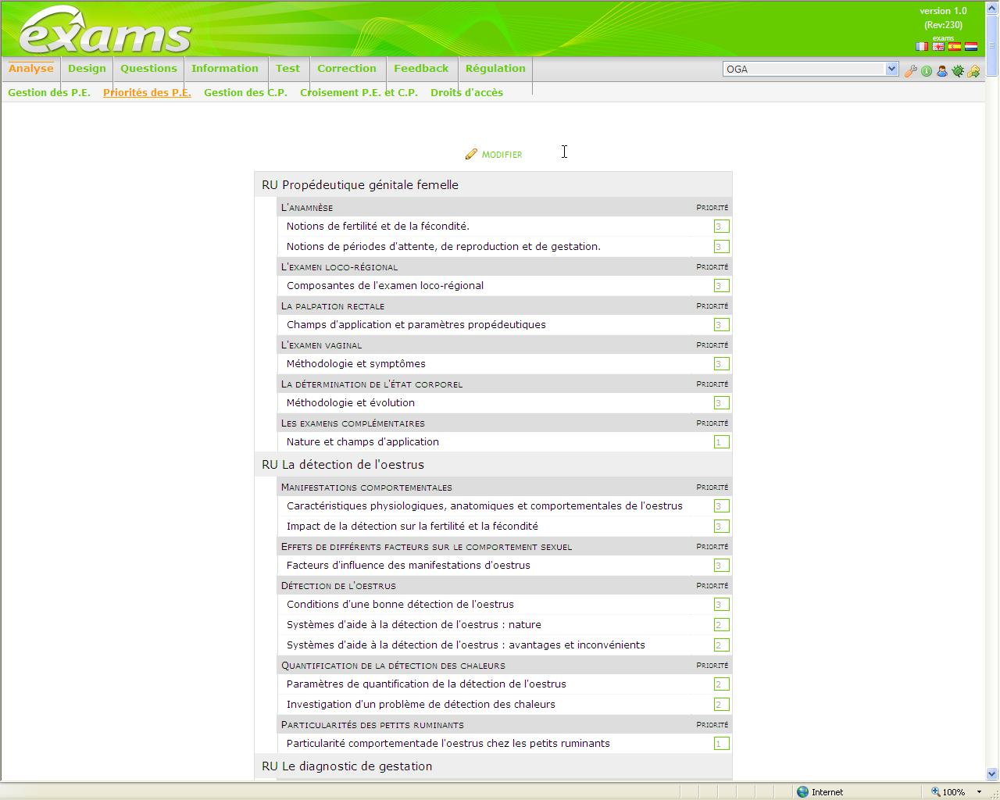 exams
version 1.0
(Rev:230)
exams
Analyse Design Questions Information Test Correction Feedback Régulation OGA
Gestion des P.E. Priorités des P.E. Gestion des C.P. Croisement P.E. et C.P. Droits d'accès
Modifier
RU Propédeutique génitale femelle
L'anamnèse Priorité
Notions de fertilité et de la fécondité. 3
Notions de périodes d'attente, de reproduction et de gestation. 3
L'examen loco-régional Priorité
Composantes de l'examen loco-régional 3
La palpation rectale Priorité
Champs d'application et paramètres propédeutiques 3
L'examen vaginal Priorité
Méthodologie et symptômes 3
La détermination de l'état corporel Priorité
Méthodologie et évolution 3
Les examens complémentaires Priorité
Nature et champs d'application 1
RU La détection de l'oestrus
Manifestations comportementales Priorité
Caractéristiques physiologiques, anatomiques et comportementales de l'oestrus 3
Impact de la détection sur la fertilité et la fécondité 3
Effets de différents facteurs sur le comportement sexuel Priorité
Facteurs d'influence des manifestations d'oestrus 3
Détection de l'oestrus Priorité
Conditions d'une bonne détection de l'oestrus 3
Systèmes d'aide à la détection de l'oestrus : nature 2
Systèmes d'aide à la détection de l'oestrus : avantages et inconvénients 2
Quantification de la détection des chaleurs Priorité
Paramètres de quantification de la détection de l'oestrus 2
Investigation d'un problème de détection des chaleurs 2
Particularités des petits ruminants Priorité
Particularité comportementade l'oestrus chez les petits ruminants 1
RU Le diagnostic de gestation
Internet 100%